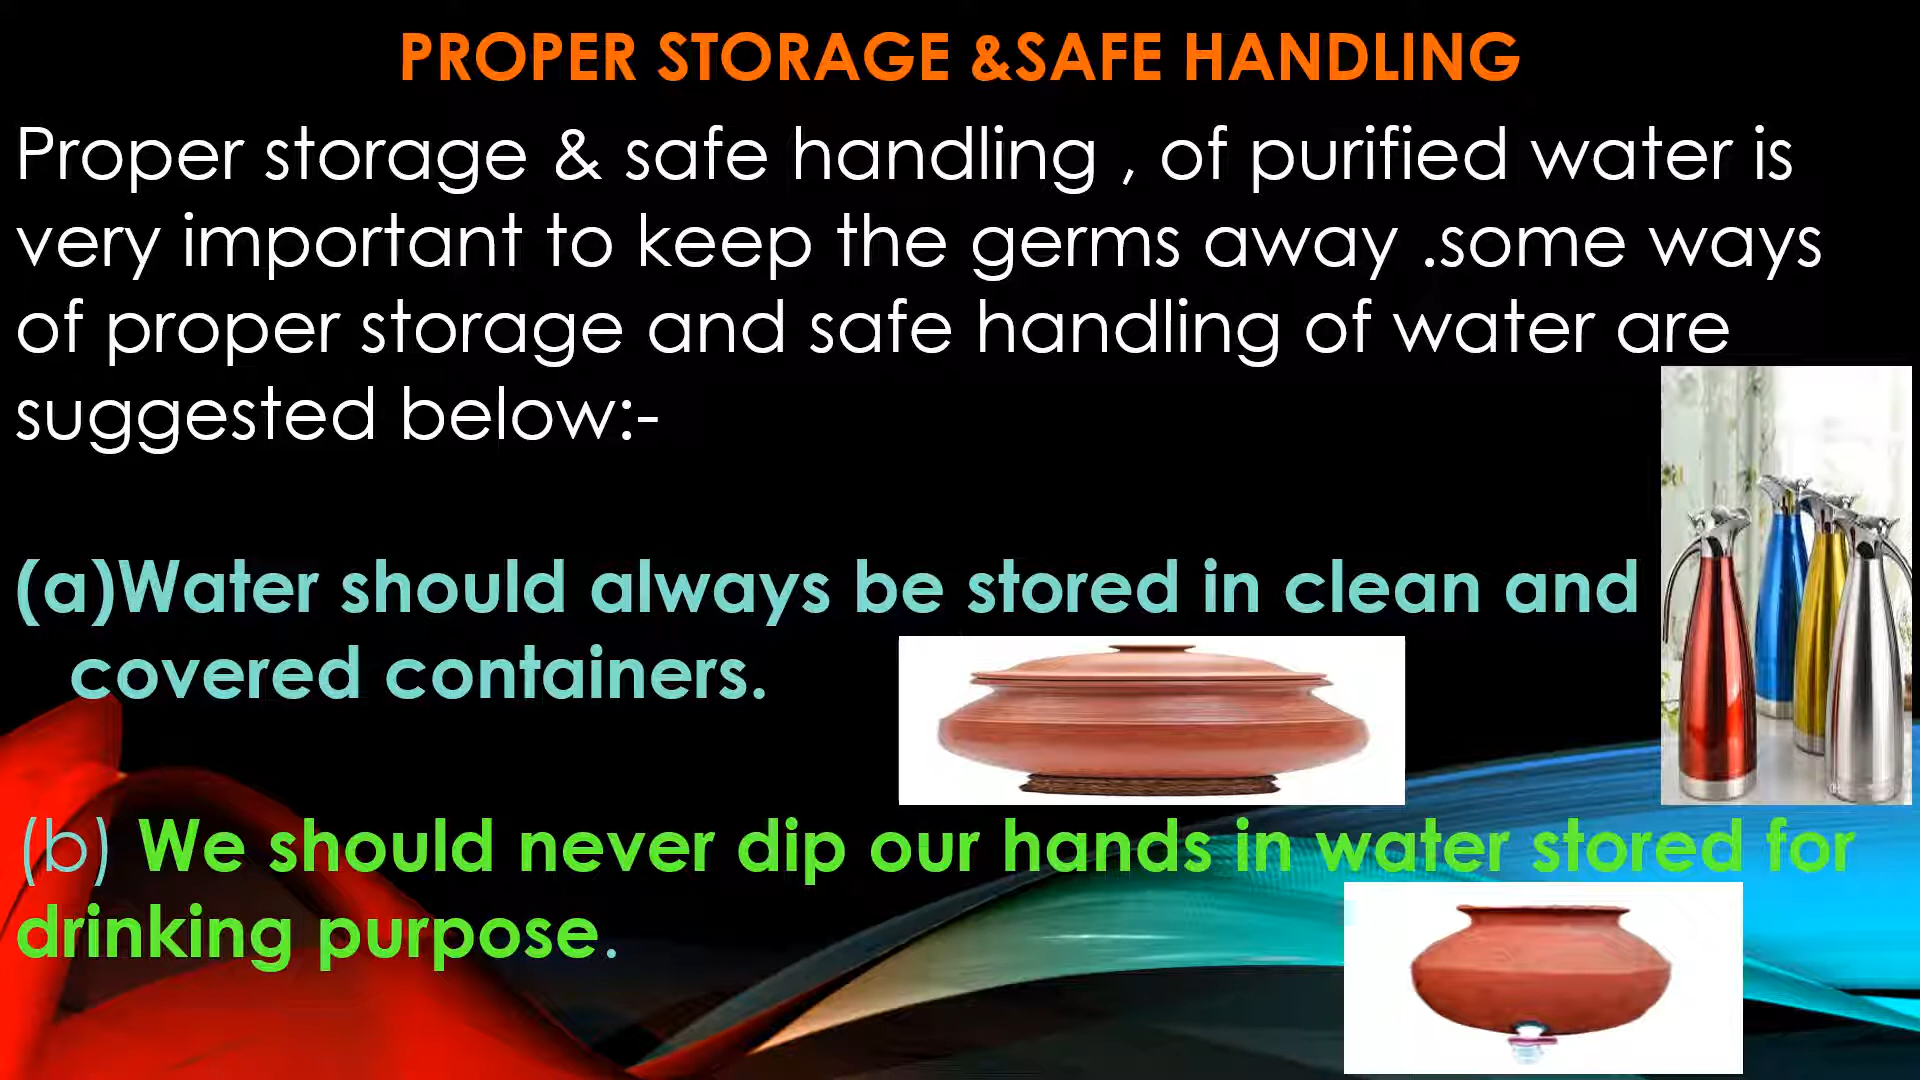 PROPER STORAGE &SAFE HANDLING
Proper storage & safe handling , of purified water is
very important to keep the germs away .some ways
of proper storage and safe handling of water are
suggested below:-
(a)Water should always be stored in clean and
covered containers.
(b) We should never dip our hands in water stored for
drinking purpose.